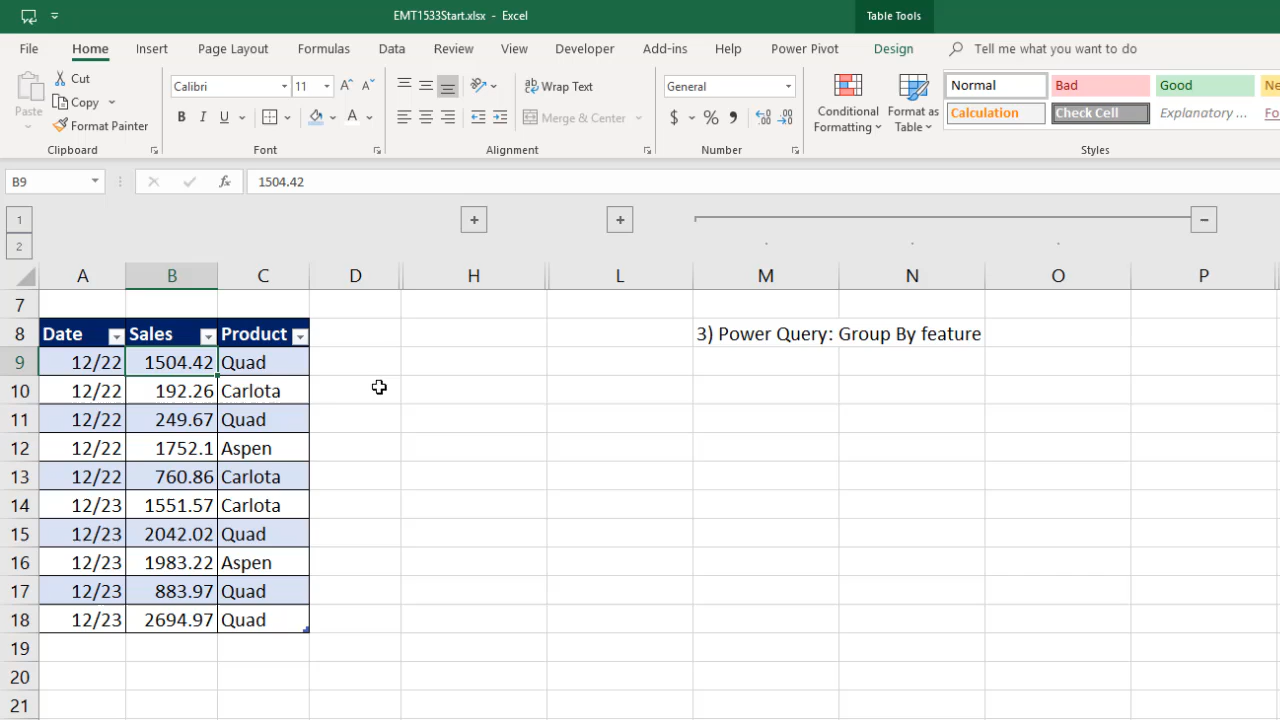 EMT1533Start.xlsx - Excel
Table Tools
File Home Insert Page Layout Formulas Data Review View Developer Add-ins Help Power Pivot Design Tell me what you want to do
Paste
Cut
Copy
Format Painter
Clipboard
Calibri 11
B I U A
Font
Wrap Text
Merge & Center
Alignment
General
$ % ,
Number
Conditional Formatting
Format as Table
Normal Bad Good Ne
Calculation Check Cell Explanatory ... Fo
Styles
B9 fx 1504.42
1
2
A B C D H L M N O P
7
8 Date Sales Product 3) Power Query: Group By feature
9 12/22 1504.42 Quad
10 12/22 192.26 Carlota
11 12/22 249.67 Quad
12 12/22 1752.1 Aspen
13 12/22 760.86 Carlota
14 12/23 1551.57 Carlota
15 12/23 2042.02 Quad
16 12/23 1983.22 Aspen
17 12/23 883.97 Quad
18 12/23 2694.97 Quad
19
20
21